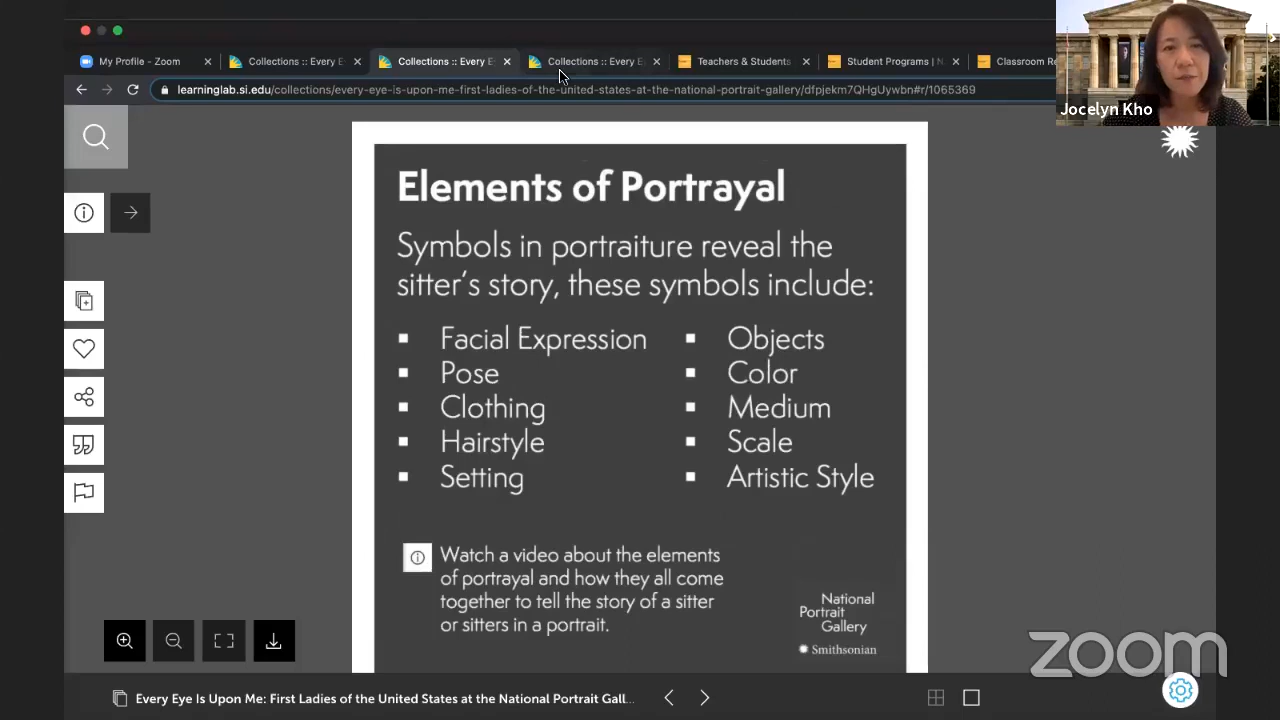 My Profile - Zoom
Collections :: Every E
Collections :: Every E
Collections :: Every E
Teachers & Students
Student Programs | N
Classroom Re
learninglab.si.edu/collections/every-eye-is-upon-me-first-ladies-of-the-united-states-at-the-national-portrait-gallery/dfpjekm7QHgUywbn#r/1065369
Jocelyn Kho
Elements of Portrayal
Symbols in portraiture reveal the
sitter's story, these symbols include:
Facial Expression
Pose
Clothing
Hairstyle
Setting
Objects
Color
Medium
Scale
Artistic Style
Watch a video about the elements
of portrayal and how they all come
together to tell the story of a sitter
or sitters in a portrait.
National
Portrait
Gallery
Smithsonian
zoom
Every Eye Is Upon Me: First Ladies of the United States at the National Portrait Gall...